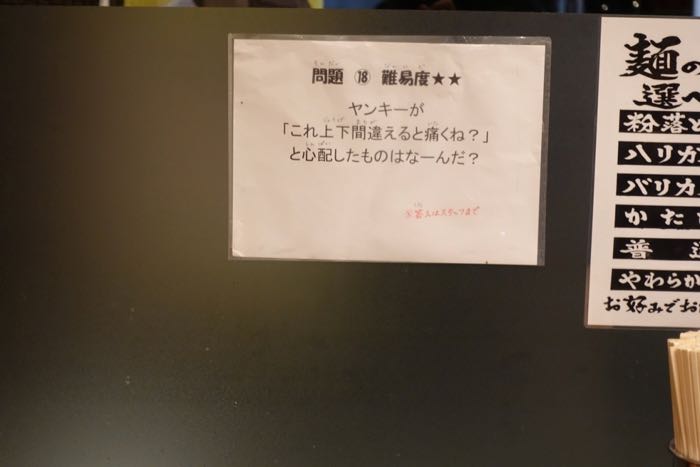 問題 ⑱ 難易度★★
ヤンキーが
「これ上下間違えると痛くね？」
と心配したものはなーんだ？
※答えはスタッフまで
麺の
選べ
粉落と
ハリガ
バリカ
かた
普通
やわらか
お好みでお